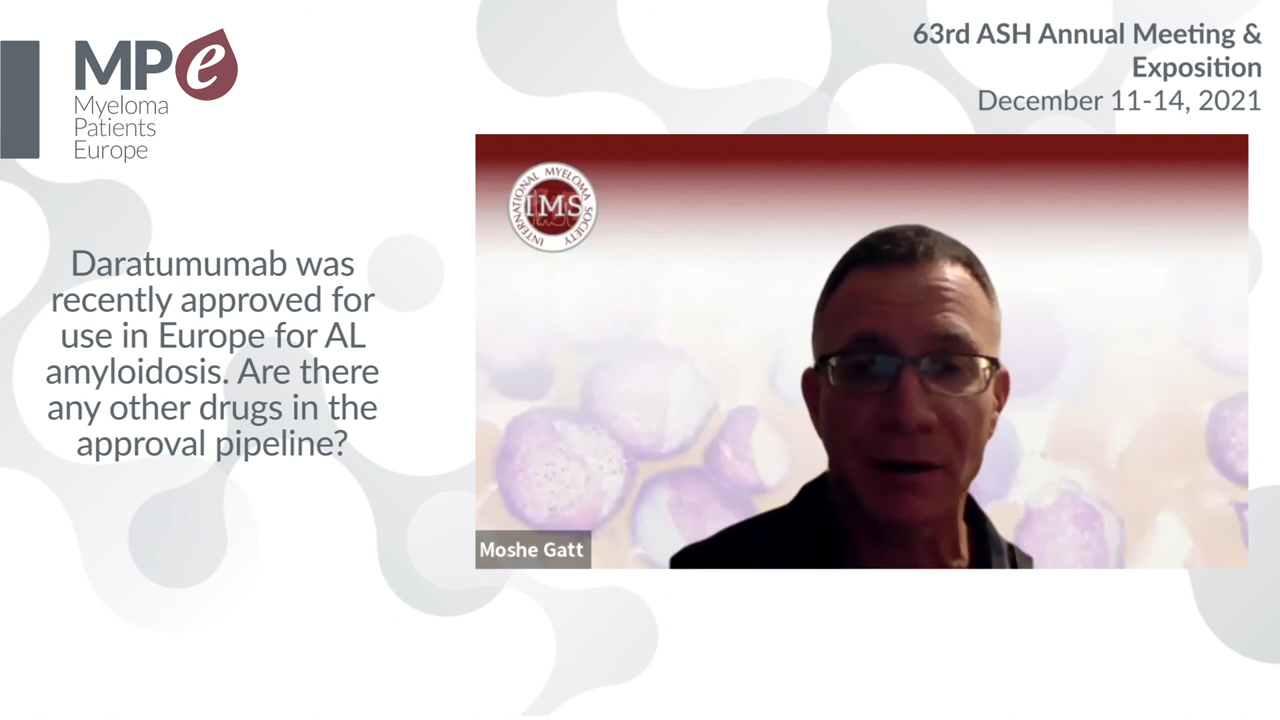 MPe
Myeloma
Patients
Europe
63rd ASH Annual Meeting &
Exposition
December 11-14, 2021
Daratumumab was
recently approved for
use in Europe for AL
amyloidosis. Are there
any other drugs in the
approval pipeline?
INTERNATIONAL MYELOMA SOCIETY
IMS
Moshe Gatt